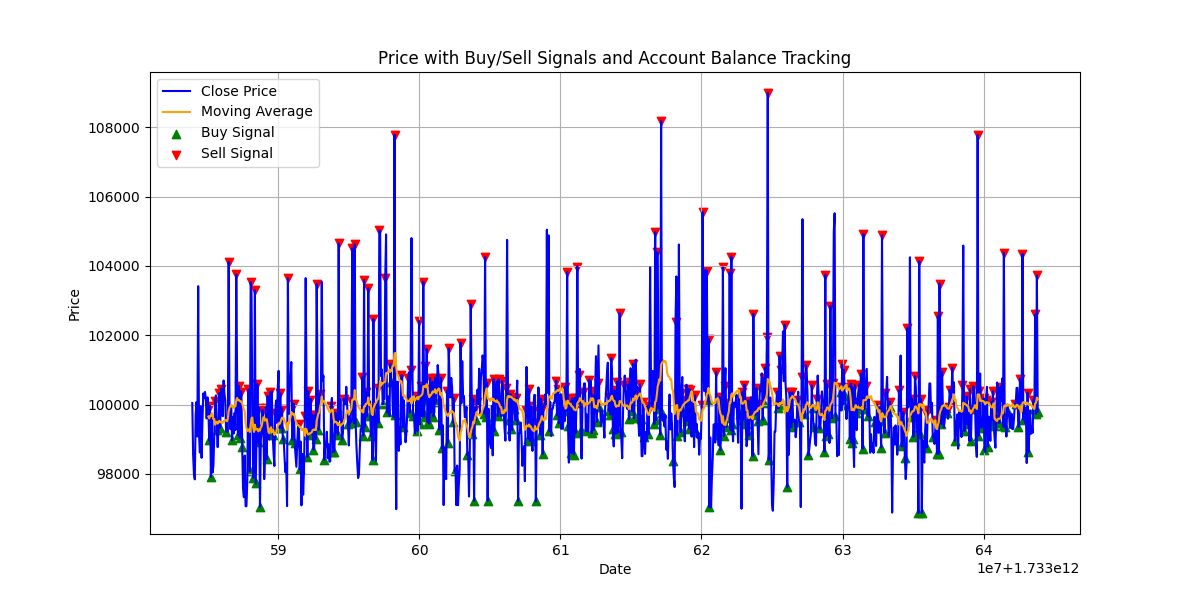 Price with Buy/Sell Signals and Account Balance Tracking
Close Price
Moving Average
Buy Signal
Sell Signal
108000
106000
104000
102000
100000
98000
Price
59 60 61 62 63 64
Date
1e7+1.733e12